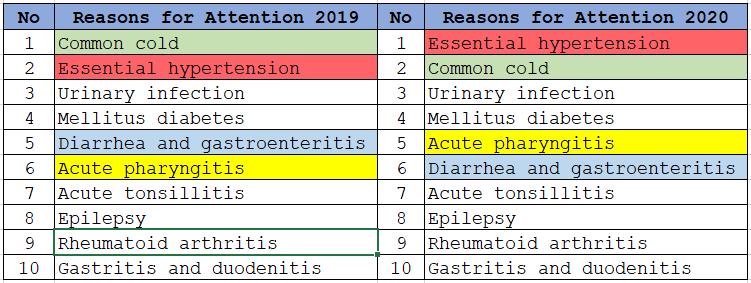 No Reasons for Attention 2019 No Reasons for Attention 2020
1 Common cold 1 Essential hypertension
2 Essential hypertension 2 Common cold
3 Urinary infection 3 Urinary infection
4 Mellitus diabetes 4 Mellitus diabetes
5 Diarrhea and gastroenteritis 5 Acute pharyngitis
6 Acute pharyngitis 6 Diarrhea and gastroenteritis
7 Acute tonsillitis 7 Acute tonsillitis
8 Epilepsy 8 Epilepsy
9 Rheumatoid arthritis 9 Rheumatoid arthritis
10 Gastritis and duodenitis 10 Gastritis and duodenitis